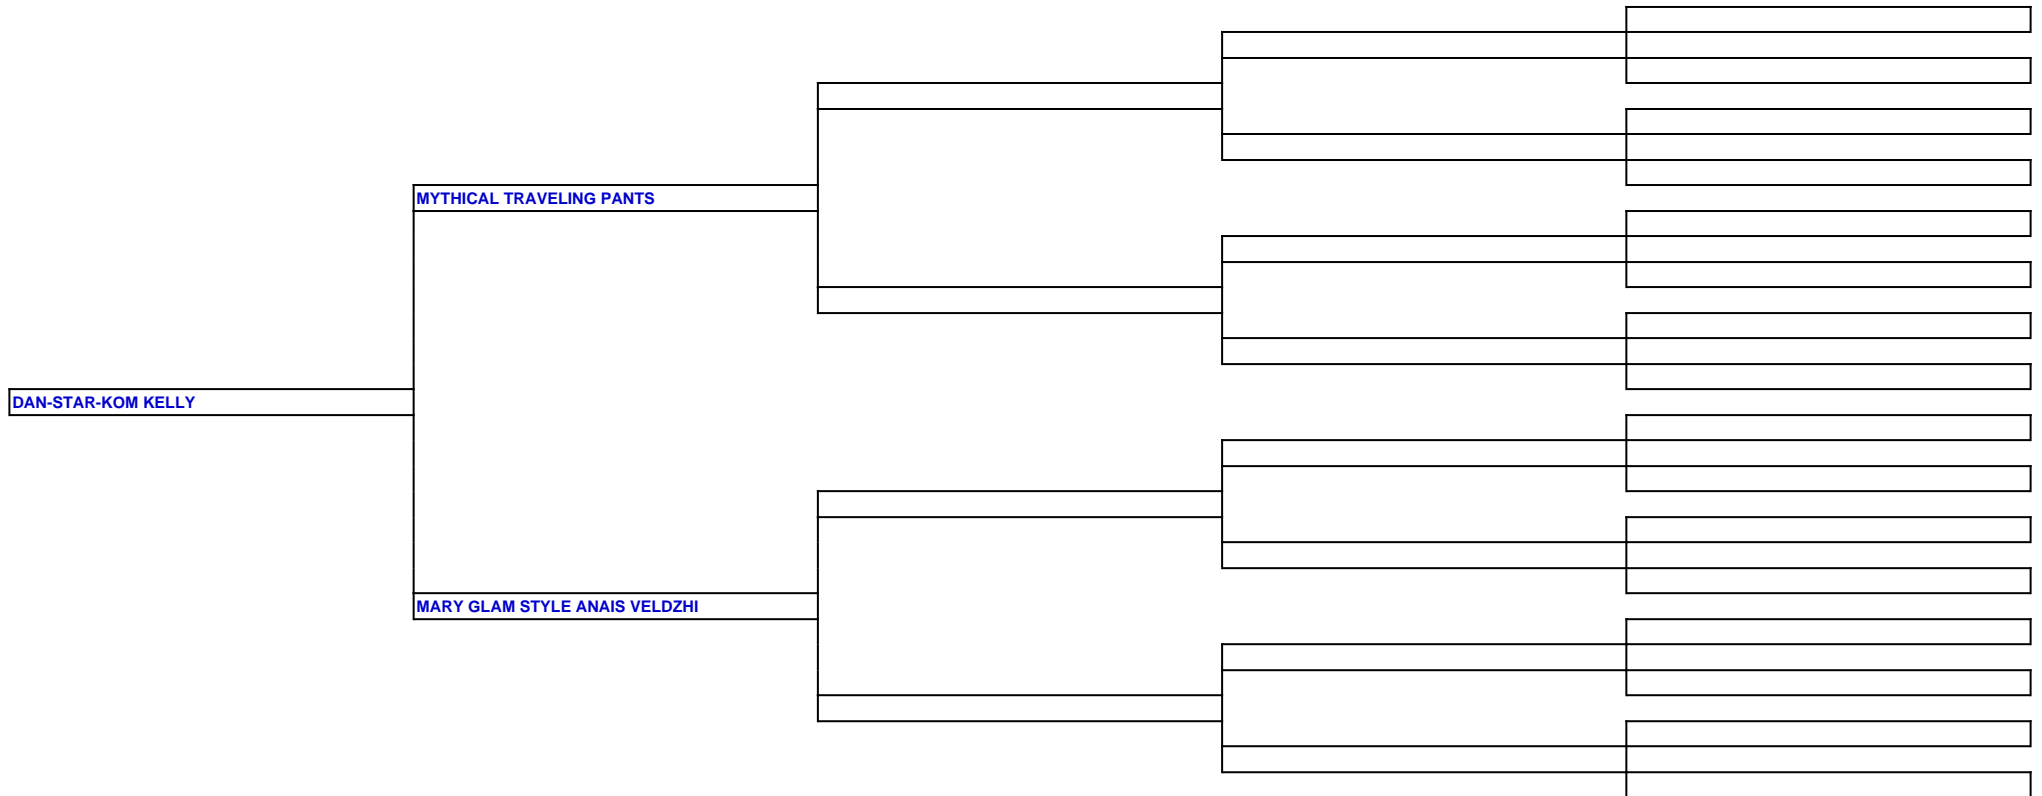 MYTHICAL TRAVELING PANTS
DAN-STAR-KOM KELLY
MARY GLAM STYLE ANAIS VELDZHI